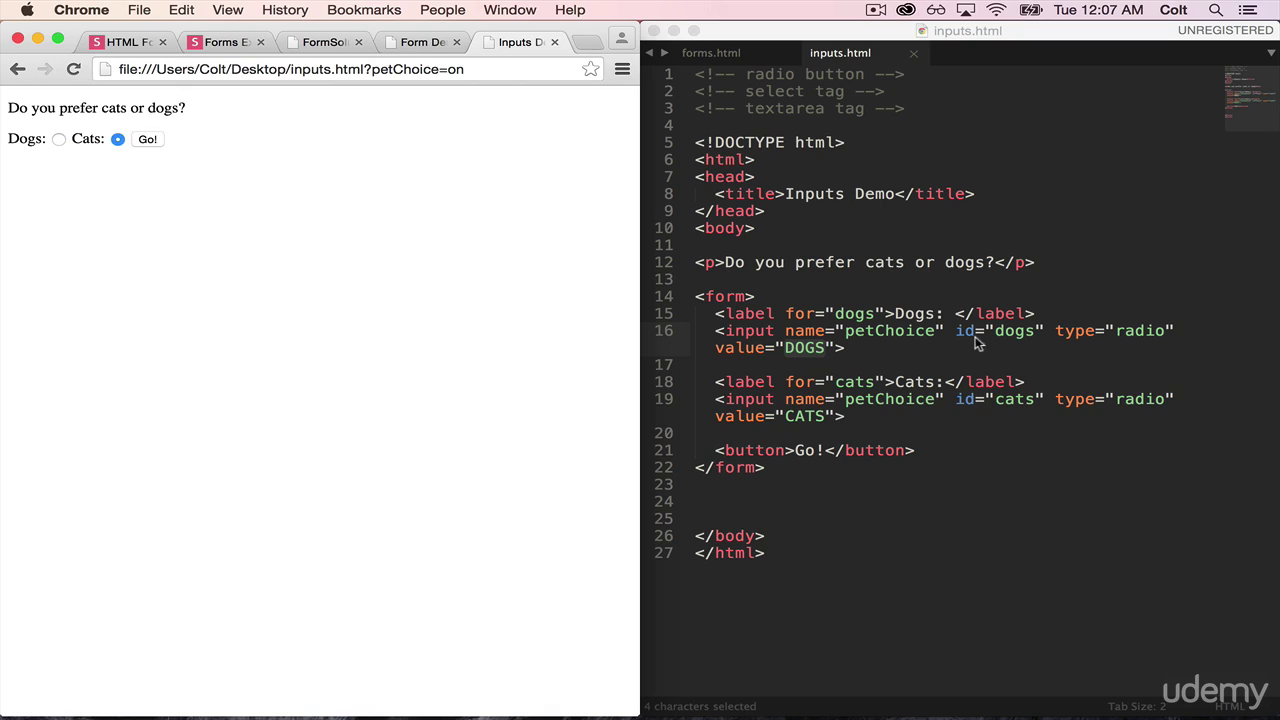 Chrome File Edit View History Bookmarks People Window Help Tue 12:07 AM Colt
HTML Fo
Forms E
FormSol
Form De
Inputs D
file:///Users/Colt/Desktop/inputs.html?petChoice=on
Do you prefer cats or dogs?
Dogs: Cats: Go!
inputs.html UNREGISTERED
forms.html inputs.html
1 <!-- radio button -->
2 <!-- select tag -->
3 <!-- textarea tag -->
4
5 <!DOCTYPE html>
6 <html>
7 <head>
8 <title>Inputs Demo</title>
9 </head>
10 <body>
11
12 <p>Do you prefer cats or dogs?</p>
13
14 <form>
15 <label for="dogs">Dogs: </label>
16 <input name="petChoice" id="dogs" type="radio"
value="DOGS">
17
18 <label for="cats">Cats:</label>
19 <input name="petChoice" id="cats" type="radio"
value="CATS">
20
21 <button>Go!</button>
22 </form>
23
24
25
26 </body>
27 </html>
4 characters selected Tab Size: 2 HTML
udemy